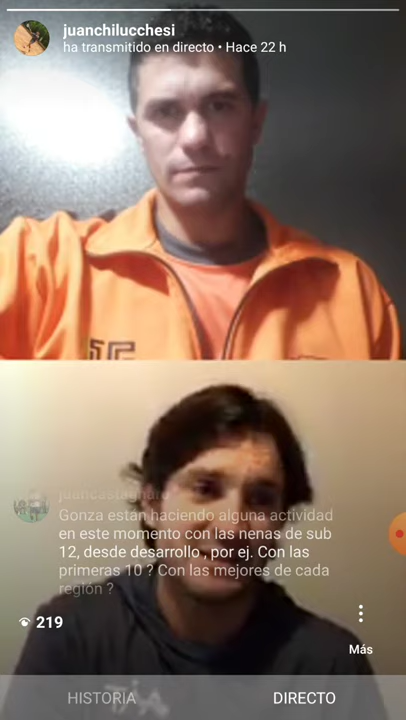 juanchilucchesi
ha transmitido en directo • Hace 22 h
juancastagnaro
Gonza están haciendo alguna actividad
en este momento con las nenas de sub
12, desde desarrollo , por ej. Con las
primeras 10 ? Con las mejores de cada
región ?
219
Más
HISTORIA
DIRECTO